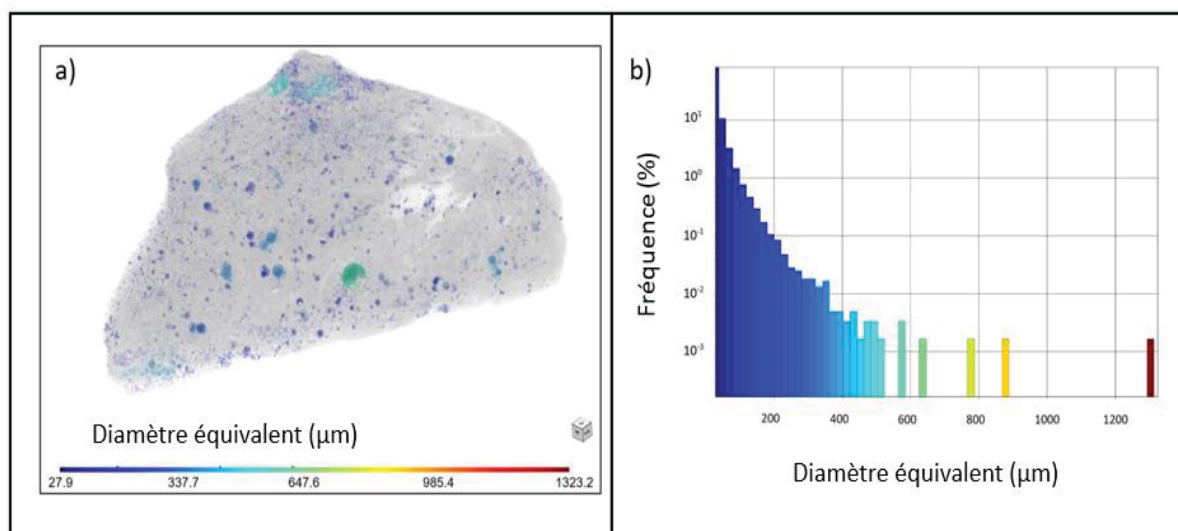 a)
Diamètre équivalent (µm)
27.9 337.7 647.6 985.4 1323.2
b)
Fréquence (%)
10¹
10⁰
10⁻¹
10⁻²
10⁻³
200 400 600 800 1000 1200
Diamètre équivalent (µm)